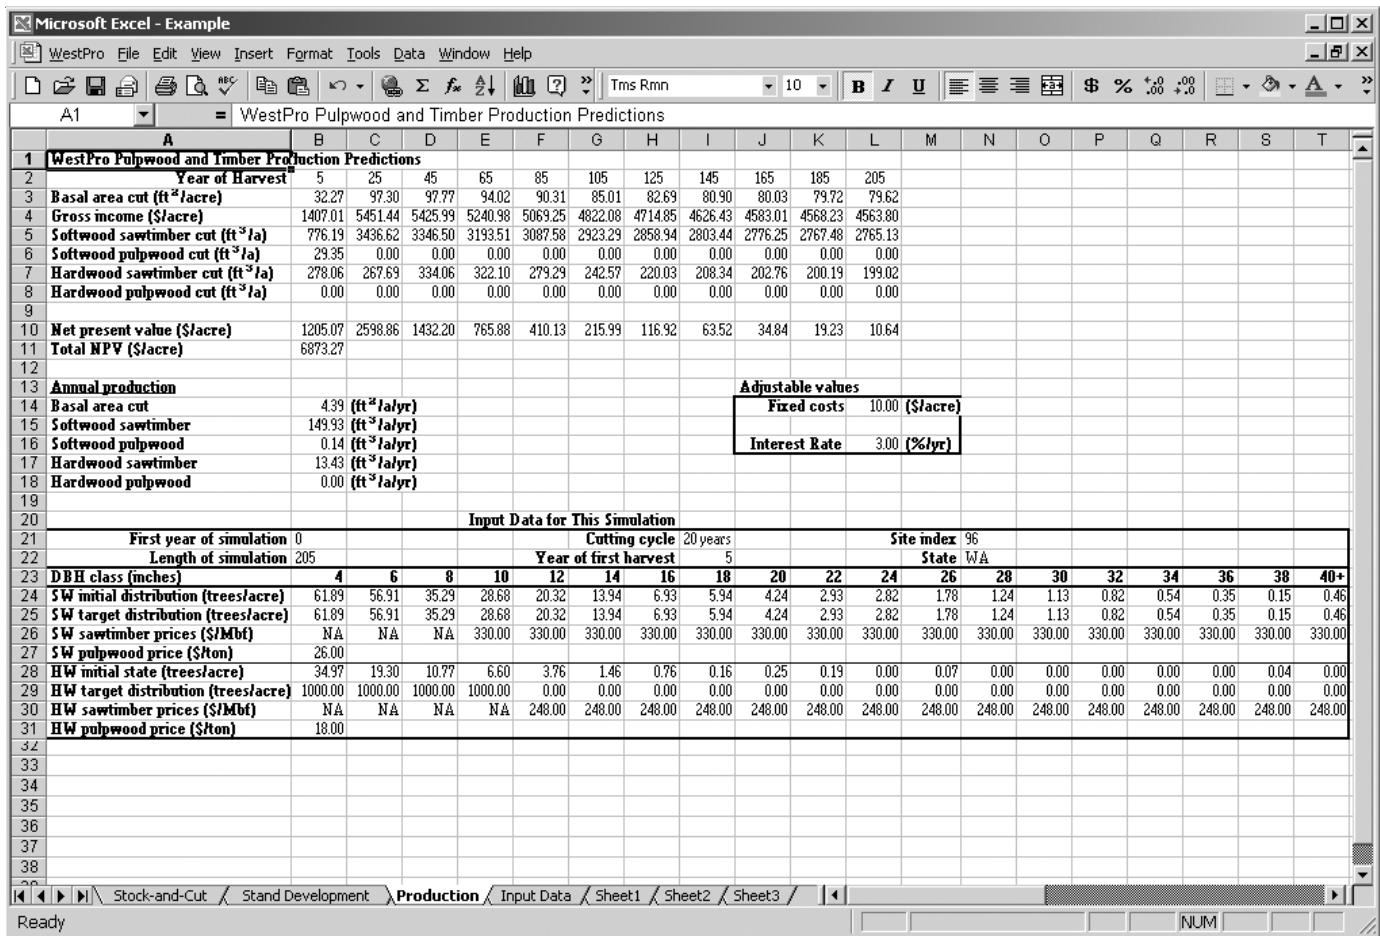 Microsoft Excel - Example
WestPro File Edit View Insert Format Tools Data Window Help
Tms Rmn 10 B I U $ %
A1 = WestPro Pulpwood and Timber Production Predictions
A B C D E F G H I J K L M N O P Q R S T
1 WestPro Pulpwood and Timber Production Predictions
2 Year of Harvest 5 25 45 65 85 105 125 145 165 185 205
3 Basal area cut (ft²/acre) 32.27 97.30 97.77 94.02 90.31 85.01 82.69 80.90 80.03 79.72 79.62
4 Gross income ($/acre) 1407.01 5451.44 5425.99 5240.98 5069.25 4822.08 4714.85 4626.43 4583.01 4568.23 4563.80
5 Softwood sawtimber cut (ft³/a) 776.19 3436.62 3346.50 3193.51 3087.58 2923.29 2858.94 2803.44 2776.25 2767.48 2765.13
6 Softwood pulpwood cut (ft³/a) 29.35 0.00 0.00 0.00 0.00 0.00 0.00 0.00 0.00 0.00 0.00
7 Hardwood sawtimber cut (ft³/a) 278.06 267.69 334.06 322.10 279.29 242.57 220.03 208.34 202.76 200.19 199.02
8 Hardwood pulpwood cut (ft³/a) 0.00 0.00 0.00 0.00 0.00 0.00 0.00 0.00 0.00 0.00 0.00
9
10 Net present value ($/acre) 1205.07 2598.86 1432.20 765.88 410.13 215.99 116.92 63.52 34.84 19.23 10.64
11 Total NPV ($/acre) 6873.27
12
13 Annual production Adjustable values
14 Basal area cut 4.39 (ft²/a/yr) Fixed costs 10.00 ($/acre)
15 Softwood sawtimber 149.93 (ft³/a/yr)
16 Softwood pulpwood 0.14 (ft³/a/yr) Interest Rate 3.00 (%/yr)
17 Hardwood sawtimber 13.43 (ft³/a/yr)
18 Hardwood pulpwood 0.00 (ft³/a/yr)
19
20 Input Data for This Simulation
21 First year of simulation 0 Cutting cycle 20 years Site index 96
22 Length of simulation 205 Year of first harvest 5 State WA
23 DBH class (inches) 4 6 8 10 12 14 16 18 20 22 24 26 28 30 32 34 36 38 40+
24 SW initial distribution (trees/acre) 61.89 56.91 35.29 28.68 20.32 13.94 6.93 5.94 4.24 2.93 2.82 1.78 1.24 1.13 0.82 0.54 0.35 0.15 0.46
25 SW target distribution (trees/acre) 61.89 56.91 35.29 28.68 20.32 13.94 6.93 5.94 4.24 2.93 2.82 1.78 1.24 1.13 0.82 0.54 0.35 0.15 0.46
26 SW sawtimber prices ($/Mbf) NA NA NA 330.00 330.00 330.00 330.00 330.00 330.00 330.00 330.00 330.00 330.00 330.00 330.00 330.00 330.00 330.00 330.00
27 SW pulpwood price ($/ton) 26.00
28 HW initial state (trees/acre) 34.97 19.30 10.77 6.60 3.76 1.46 0.76 0.16 0.25 0.19 0.00 0.07 0.00 0.00 0.00 0.00 0.00 0.04 0.00
29 HW target distribution (trees/acre) 1000.00 1000.00 1000.00 1000.00 0.00 0.00 0.00 0.00 0.00 0.00 0.00 0.00 0.00 0.00 0.00 0.00 0.00 0.00 0.00
30 HW sawtimber prices ($/Mbf) NA NA NA NA 248.00 248.00 248.00 248.00 248.00 248.00 248.00 248.00 248.00 248.00 248.00 248.00 248.00 248.00 248.00
31 HW pulpwood price ($/ton) 18.00
32
33
34
35
36
37
38
Stock-and-Cut Stand Development Production Input Data Sheet1 Sheet2 Sheet3
Ready NUM